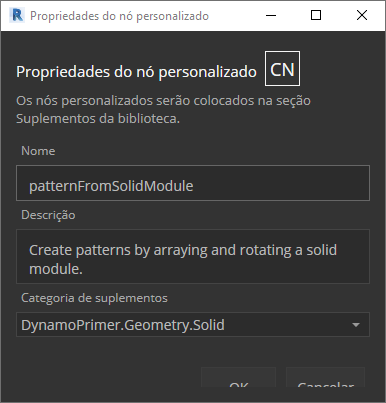 Propriedades do nó personalizado
Propriedades do nó personalizado CN
Os nós personalizados serão colocados na seção
Suplementos da biblioteca.
Nome
patternFromSolidModule
Descrição
Create patterns by arraying and rotating a solid
module.
Categoria de suplementos
DynamoPrimer.Geometry.Solid
OK Cancelar